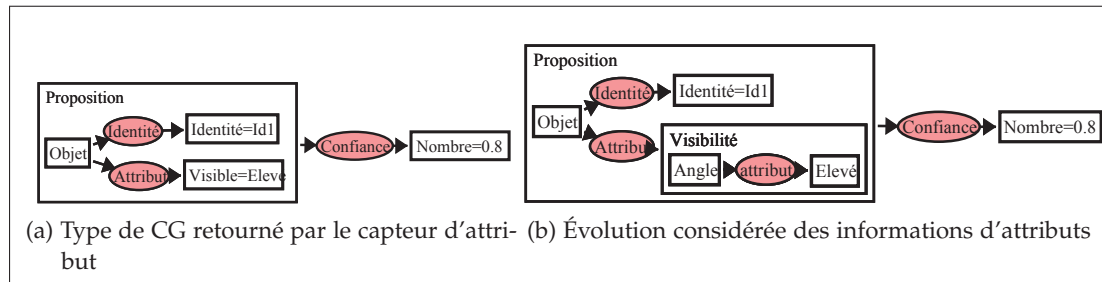 Proposition
Identité
Identité=Id1
Objet
Confiance
Nombre=0.8
Attribut
Visible=Eleve
Proposition
Identité
Identité=Id1
Objet
Attribut
Visibilité
Angle
attribut
Elevé
Confiance
Nombre=0.8
(a) Type de CG retourné par le capteur d'attri-
but
(b) Évolution considérée des informations d'attributs